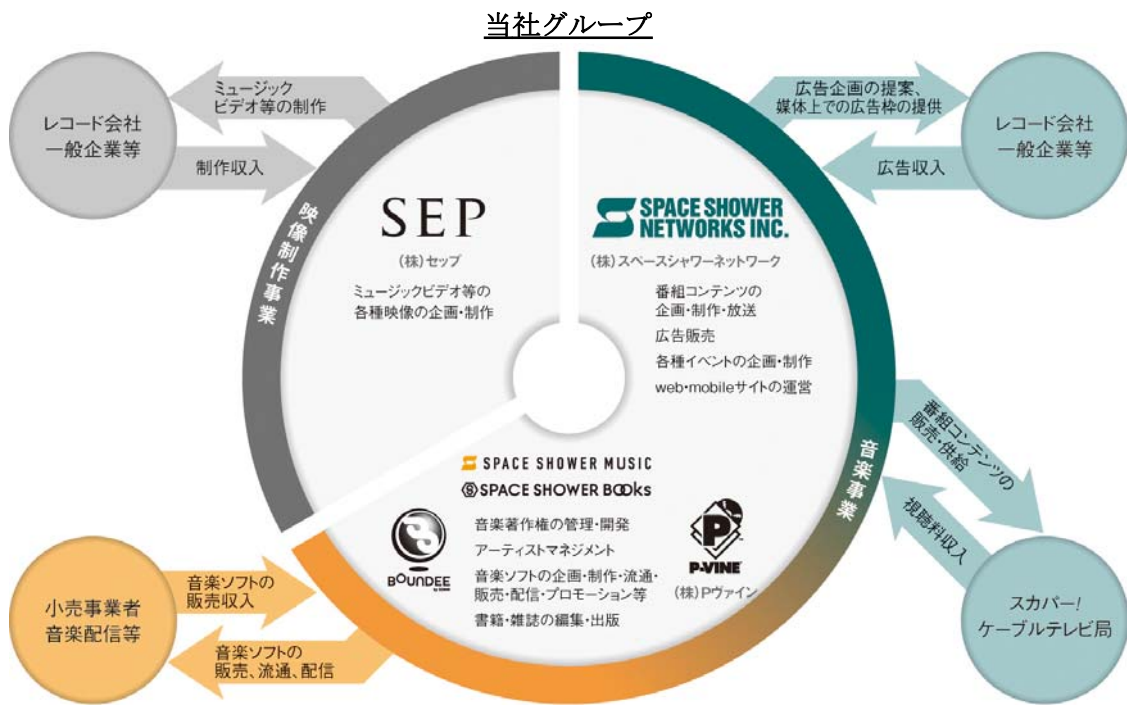 当社グループ
レコード会社
一般企業等
ミュージック
ビデオ等の制作
制作収入
広告企画の提案、
媒体上での広告枠の提供
広告収入
レコード会社
一般企業等
映像制作事業
SEP
(株)セップ
ミュージックビデオ等の
各種映像の企画・制作
SPACE SHOWER
NETWORKS INC.
(株)スペースシャワーネットワーク
番組コンテンツの
企画・制作・放送
広告販売
各種イベントの企画・制作
web・mobileサイトの運営
音楽事業
番組コンテンツの
販売・供給
視聴料収入
スカパー!
ケーブルテレビ局
SPACE SHOWER MUSIC
SPACE SHOWER BOOks
BOUNDEE
音楽著作権の管理・開発
アーティストマネジメント
音楽ソフトの企画・制作・流通・
販売・配信・プロモーション等
書籍・雑誌の編集・出版
P
P-VINE
(株)Pヴァイン
小売事業者
音楽配信等
音楽ソフトの
販売収入
音楽ソフトの
販売、流通、配信